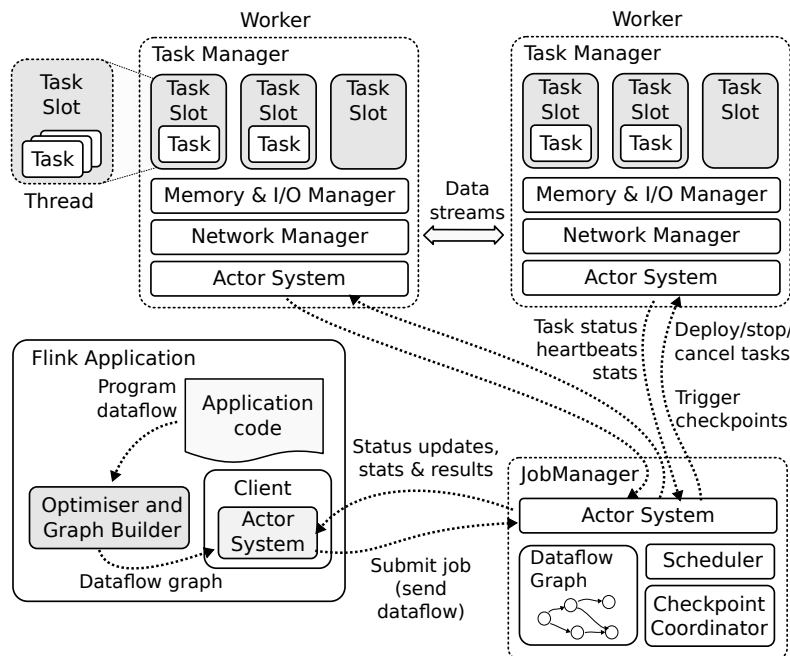 Worker
Task Manager
Task
Slot
Task
Thread
Task
Slot
Task
Task
Slot
Task
Task
Slot
Memory & I/O Manager
Network Manager
Actor System
Data
streams
Worker
Task Manager
Task
Slot
Task
Task
Slot
Task
Task
Slot
Memory & I/O Manager
Network Manager
Actor System
Task status
heartbeats
stats
Deploy/stop/
cancel tasks
Trigger
checkpoints
Flink Application
Program
dataflow
Application
code
Optimiser and
Graph Builder
Client
Actor
System
Dataflow graph
Status updates,
stats & results
Submit job
(send
dataflow)
JobManager
Actor System
Dataflow
Graph
Scheduler
Checkpoint
Coordinator